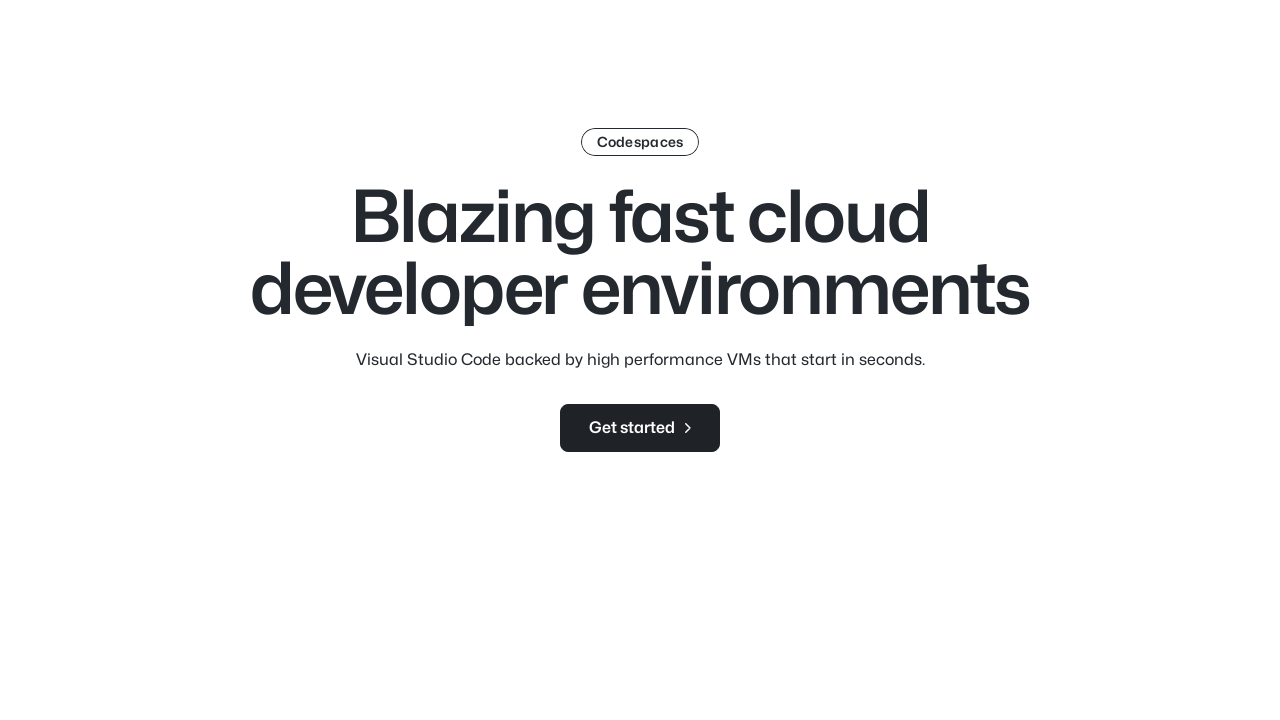 Codespaces
Blazing fast cloud
developer environments
Visual Studio Code backed by high performance VMs that start in seconds.
Get started